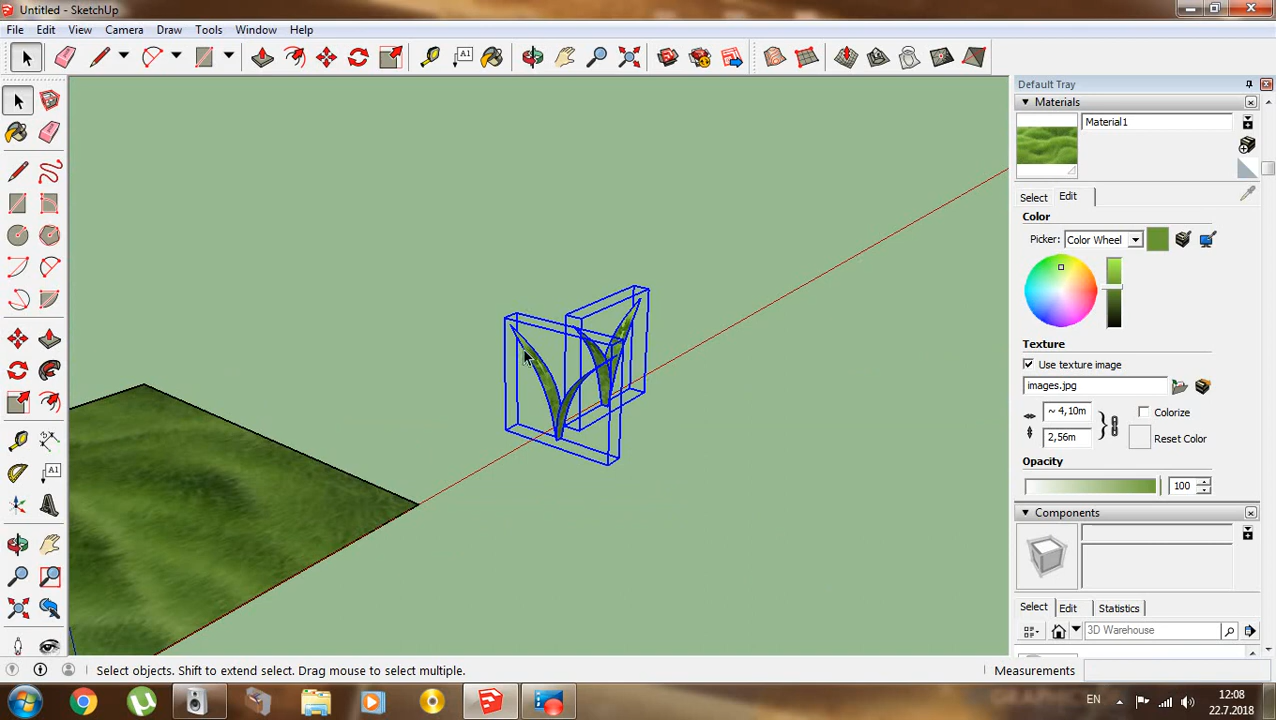 Untitled - SketchUp
File Edit View Camera Draw Tools Window Help
A1
Default Tray
Materials
Material1
A1
Select Edit
Color
Picker: Color Wheel
Texture
Use texture image
images.jpg
~ 4,10m
Colorize
2,56m
Reset Color
Opacity
100
Components
Select Edit Statistics
3D Warehouse
Select objects. Shift to extend select. Drag mouse to select multiple.
Measurements
EN
12:08
22.7.2018